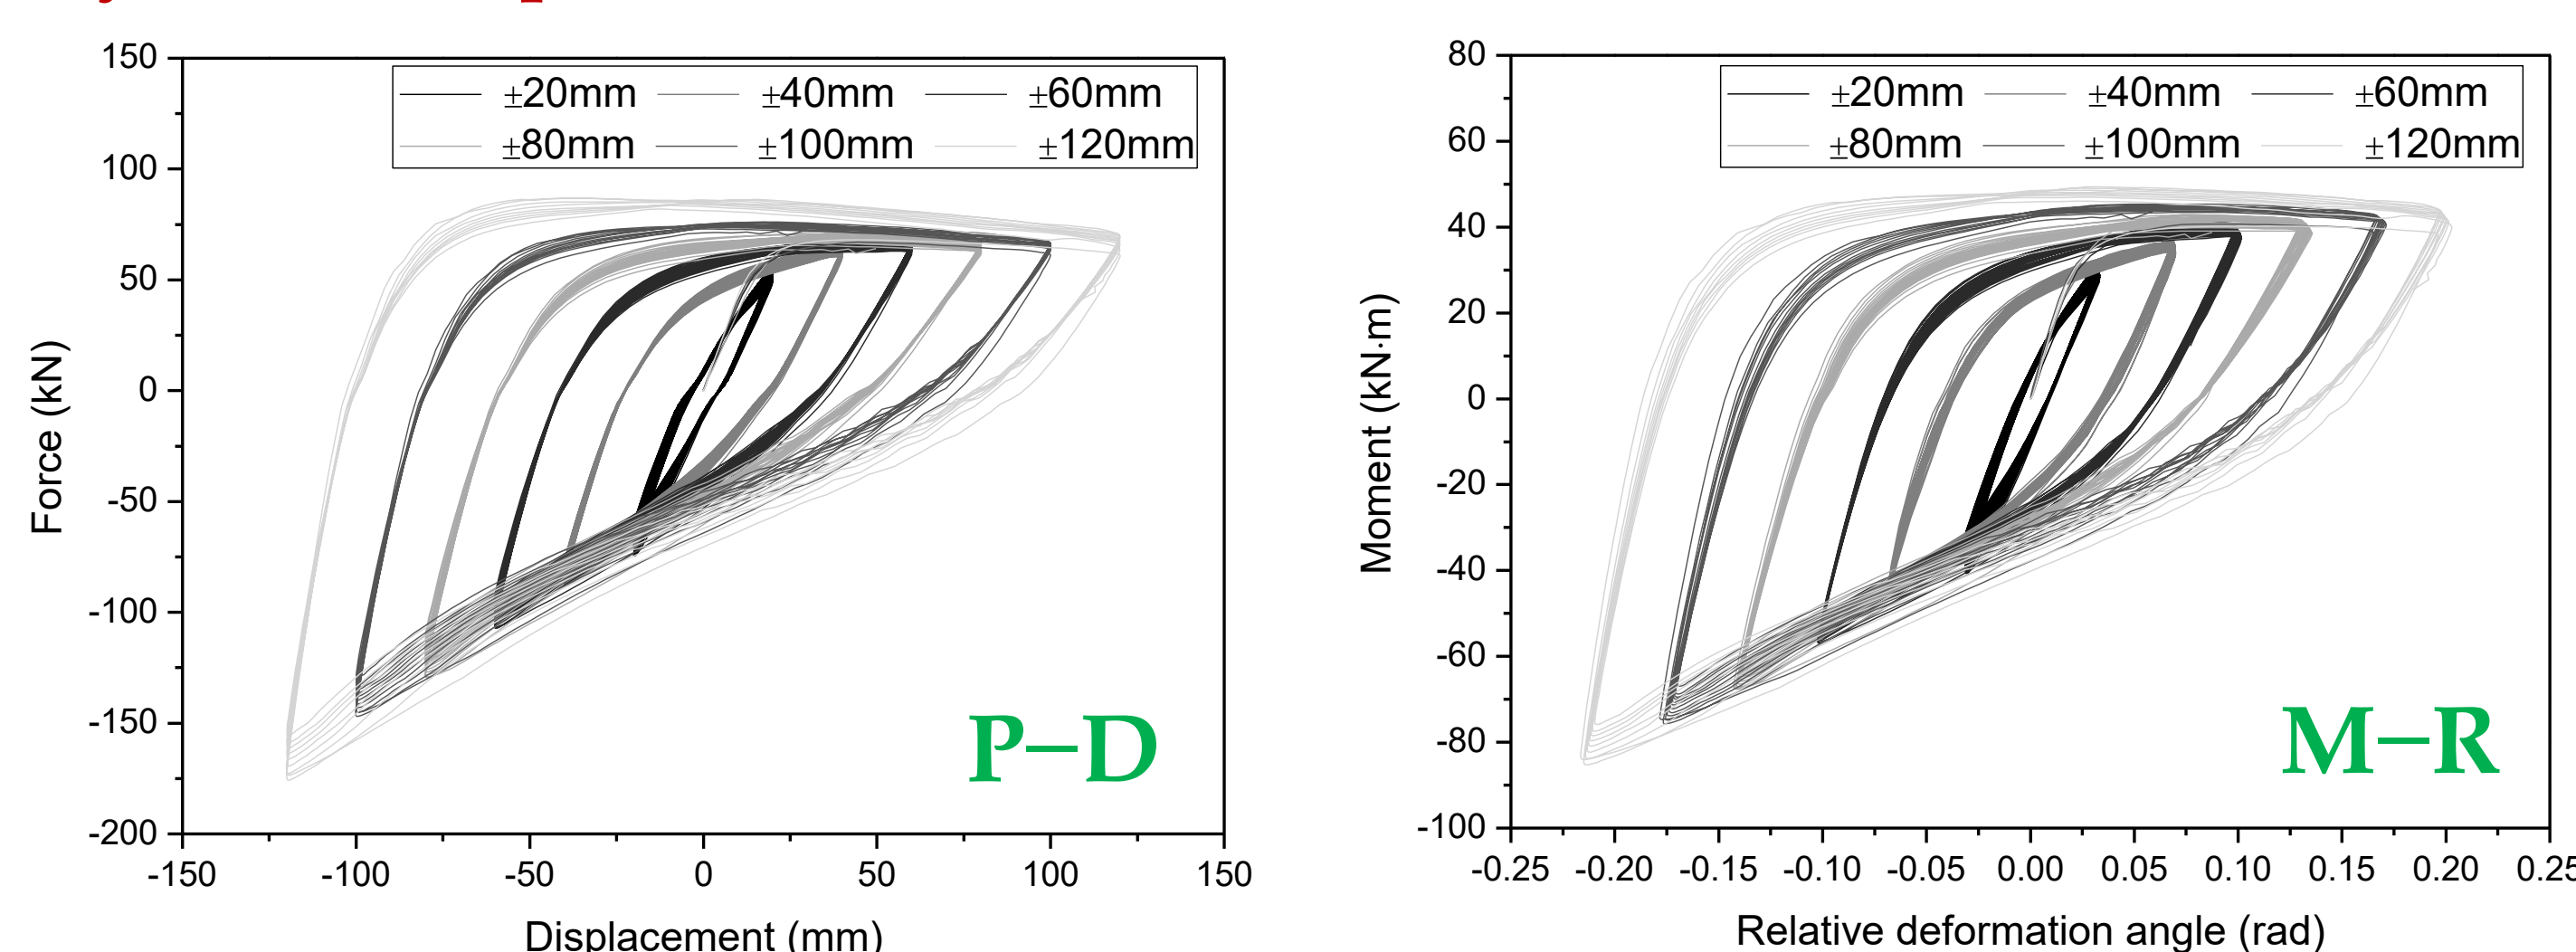 150
100
50
0
-50
-100
-150
-200
Force (kN)
±20mm ±40mm ±60mm
±80mm ±100mm ±120mm
P–D
-150 -100 -50 0 50 100 150
Displacement (mm)
80
60
40
20
0
-20
-40
-60
-80
-100
Moment (kN·m)
±20mm ±40mm ±60mm
±80mm ±100mm ±120mm
M–R
-0.25 -0.20 -0.15 -0.10 -0.05 0.00 0.05 0.10 0.15 0.20 0.25
Relative deformation angle (rad)